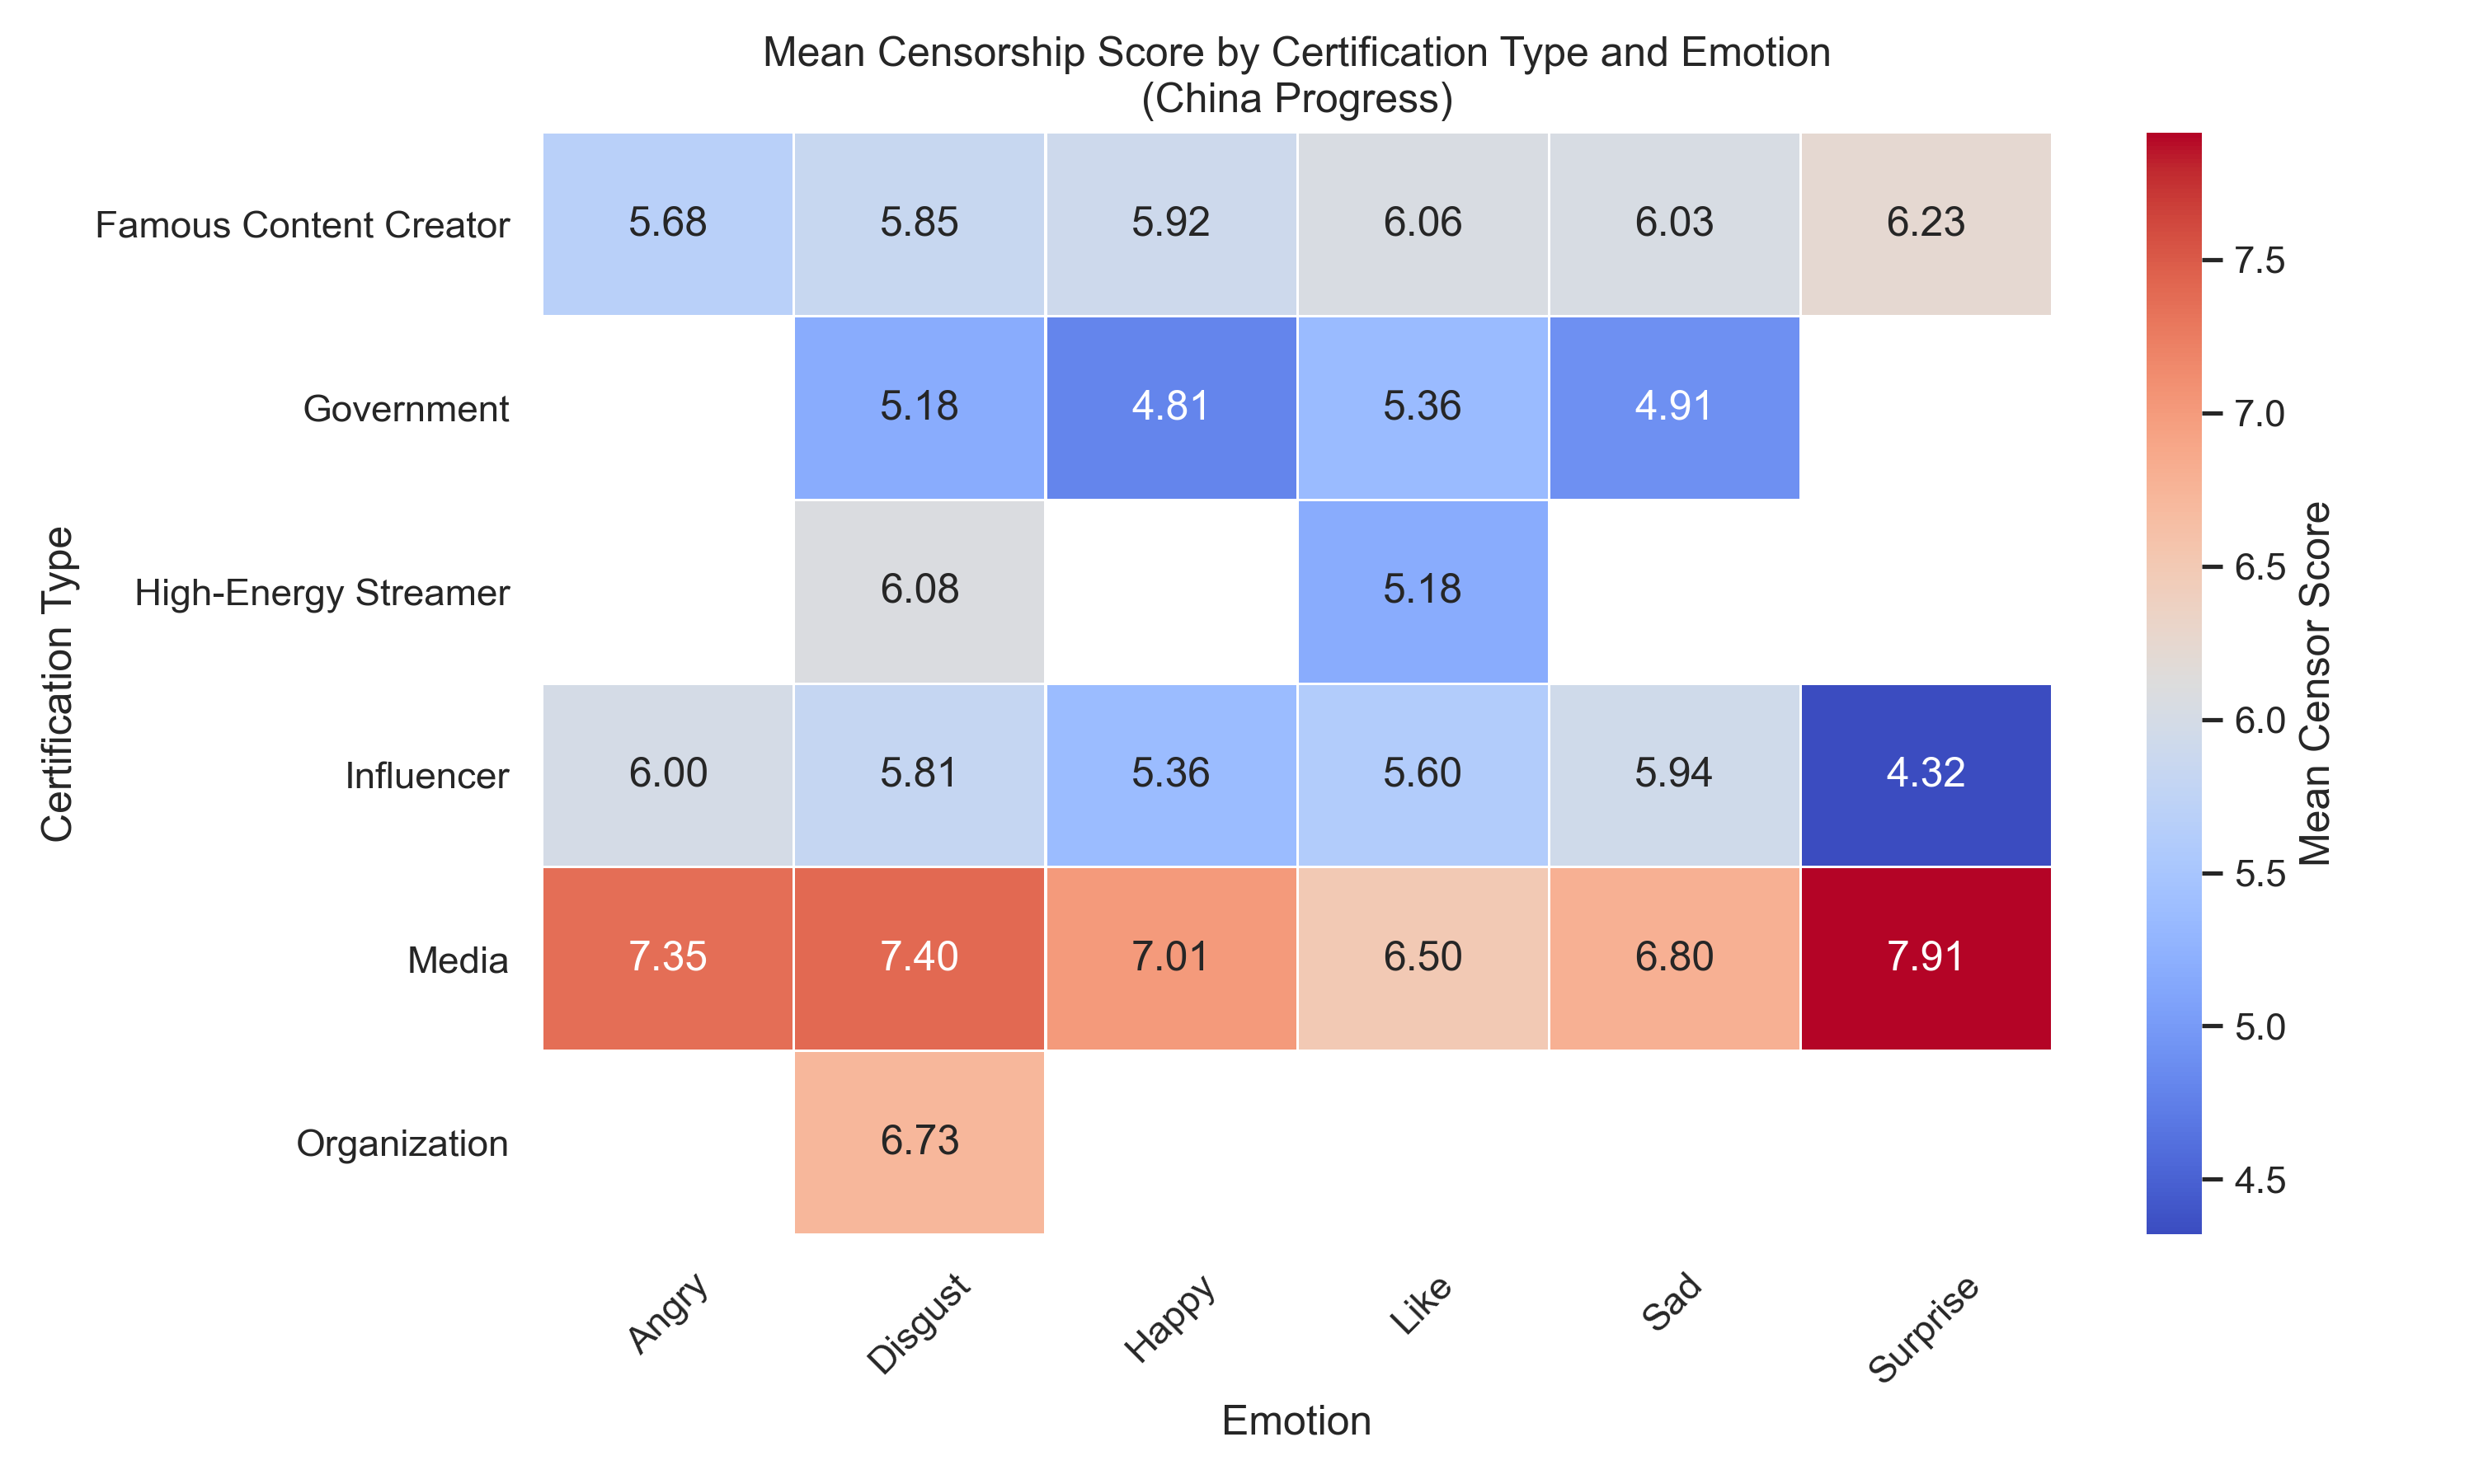 Mean Censorship Score by Certification Type and Emotion
(China Progress)
Certification Type
Famous Content Creator 5.68 5.85 5.92 6.06 6.03 6.23
Government 5.18 4.81 5.36 4.91
High-Energy Streamer 6.08 5.18
Influencer 6.00 5.81 5.36 5.60 5.94 4.32
Media 7.35 7.40 7.01 6.50 6.80 7.91
Organization 6.73
Angry Disgust Happy Like Sad Surprise
Emotion
7.5
7.0
6.5
6.0
5.5
5.0
4.5
Mean Censor Score